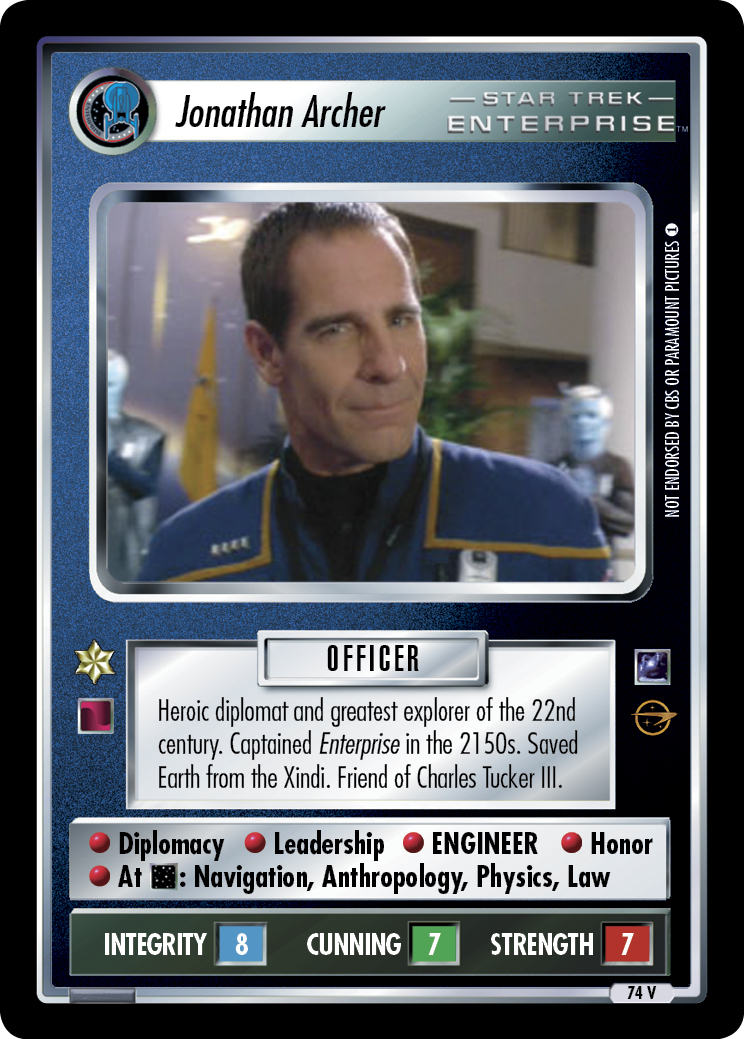 Jonathan Archer
STAR TREK
ENTERPRISE™
NOT ENDORSED BY CBS OR PARAMOUNT PICTURES 1
OFFICER
Heroic diplomat and greatest explorer of the 22nd
century. Captained Enterprise in the 2150s. Saved
Earth from the Xindi. Friend of Charles Tucker III.
Diplomacy Leadership ENGINEER Honor
At : Navigation, Anthropology, Physics, Law
INTEGRITY 8 CUNNING 7 STRENGTH 7
74 V